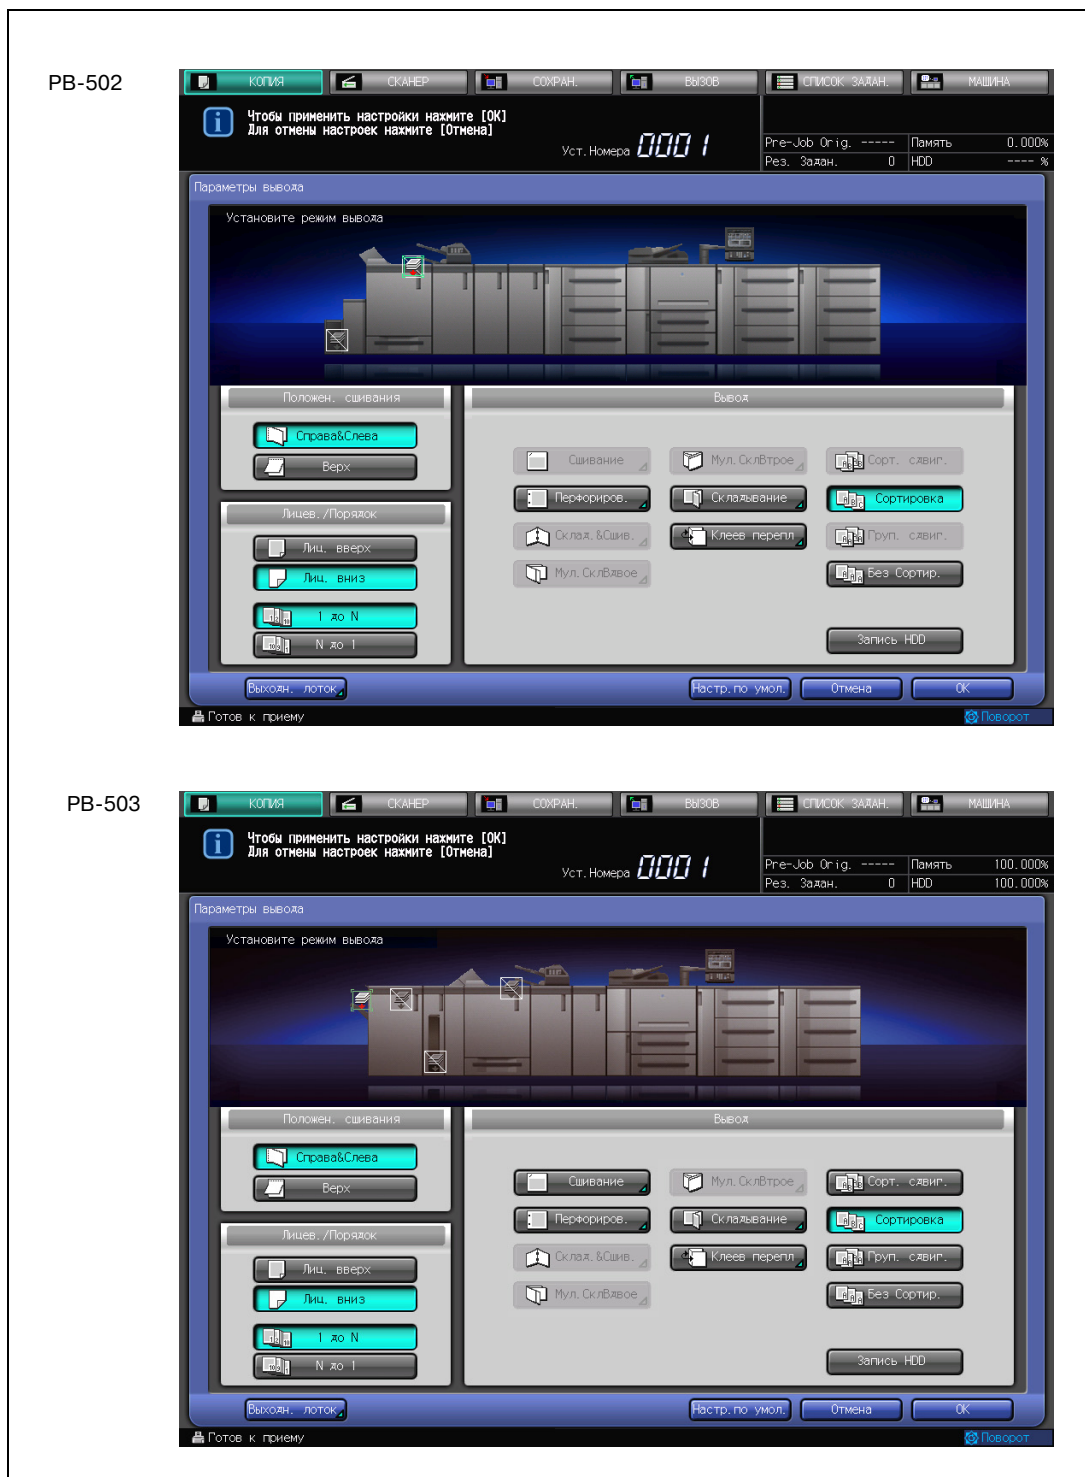 PB-502
КОПИЯ СКАНЕР СОХРАН. ВЫЗОВ СПИСОК ЗАДАН. МАШИНА
Чтобы применить настройки нажмите [OK]
Для отмены настроек нажмите [Отмена]
Уст.Номера 0001
Pre-Job Orig. ----- Память 0.000%
Рез. Задан. 0 HDD ---- %
Параметры вывода
Установите режим вывода
Положен. сшивания
Справа&Слева
Верх
Лицев./Порядок
Лиц. вверх
Лиц. вниз
1 до N
N до 1
Вывод
Сшивание Мул.СклВтрое Сорт. сдвиг.
Перфориров. Складывание Сортировка
Склад.&Сшив. Клеев перепл Груп. сдвиг.
Мул.СклВдвое Без Сортир.
Запись HDD
Выходн. лоток Настр.по умол. Отмена OK
Готов к приему Поворот
PB-503
КОПИЯ СКАНЕР СОХРАН. ВЫЗОВ СПИСОК ЗАДАН. МАШИНА
Чтобы применить настройки нажмите [OK]
Для отмены настроек нажмите [Отмена]
Уст.Номера 0001
Pre-Job Orig. ----- Память 100.000%
Рез. Задан. 0 HDD 100.000%
Параметры вывода
Установите режим вывода
Положен. сшивания
Справа&Слева
Верх
Лицев./Порядок
Лиц. вверх
Лиц. вниз
1 до N
N до 1
Вывод
Сшивание Мул.СклВтрое Сорт. сдвиг.
Перфориров. Складывание Сортировка
Склад.&Сшив. Клеев перепл Груп. сдвиг.
Мул.СклВдвое Без Сортир.
Запись HDD
Выходн. лоток Настр.по умол. Отмена OK
Готов к приему Поворот